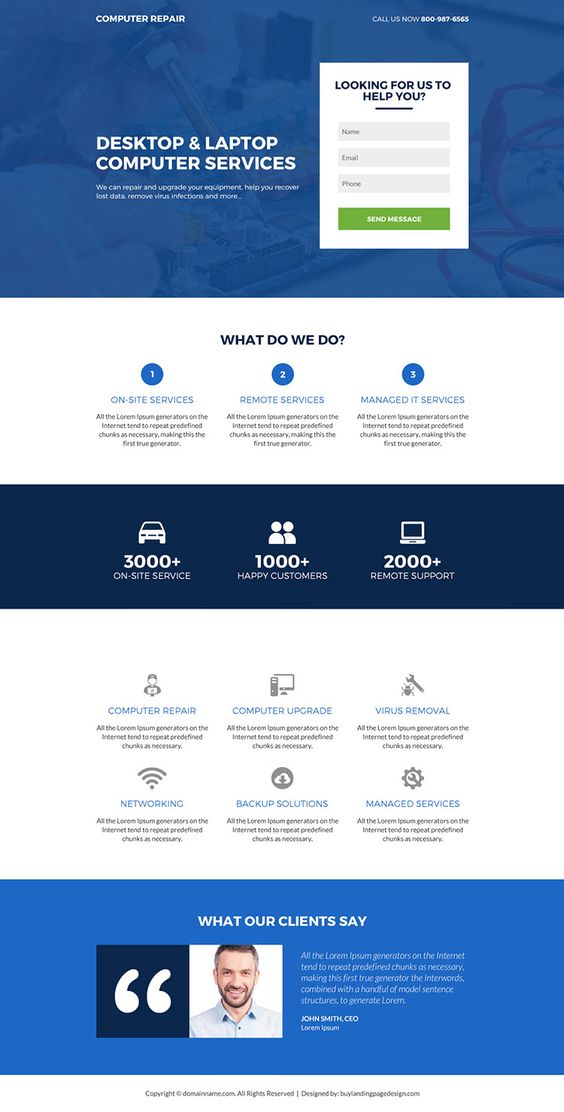 COMPUTER REPAIR
CALL US NOW 800-987-6565
LOOKING FOR US TO
HELP YOU?
Name
Email
Phone
SEND MESSAGE
DESKTOP & LAPTOP
COMPUTER SERVICES
We can repair and upgrade your equipment, help you recover
lost data, remove virus infections and more...
WHAT DO WE DO?
1
ON-SITE SERVICES
All the Lorem Ipsum generators on the
Internet tend to repeat predefined
chunks as necessary, making this the
first true generator.
2
REMOTE SERVICES
All the Lorem Ipsum generators on the
Internet tend to repeat predefined
chunks as necessary, making this the
first true generator.
3
MANAGED IT SERVICES
All the Lorem Ipsum generators on the
Internet tend to repeat predefined
chunks as necessary, making this the
first true generator.
3000+
ON-SITE SERVICE
1000+
HAPPY CUSTOMERS
2000+
REMOTE SUPPORT
COMPUTER REPAIR
All the Lorem Ipsum generators on the
Internet tend to repeat predefined
chunks as necessary.
COMPUTER UPGRADE
All the Lorem Ipsum generators on the
Internet tend to repeat predefined
chunks as necessary.
VIRUS REMOVAL
All the Lorem Ipsum generators on the
Internet tend to repeat predefined
chunks as necessary.
NETWORKING
All the Lorem Ipsum generators on the
Internet tend to repeat predefined
chunks as necessary.
BACKUP SOLUTIONS
All the Lorem Ipsum generators on the
Internet tend to repeat predefined
chunks as necessary.
MANAGED SERVICES
All the Lorem Ipsum generators on the
Internet tend to repeat predefined
chunks as necessary.
WHAT OUR CLIENTS SAY
All the Lorem Ipsum generators on the Internet
tend to repeat predefined chunks as necessary,
making this first true generator the Interwords,
combined with a handful of model sentence
structures, to generate Lorem.
JOHN SMITH, CEO
Lorem Ipsum
Copyright © domainname.com. All Rights Reserved | Designed by: buylandingpagedesign.com